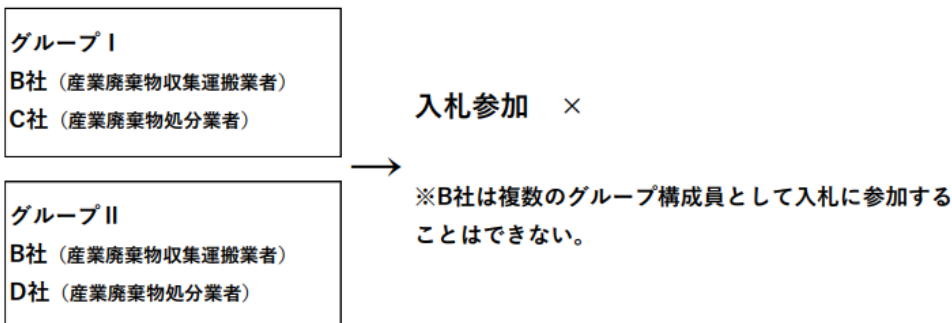 グループⅠ
B社（産業廃棄物収集運搬業者）
C社（産業廃棄物処分業者）
グループⅡ
B社（産業廃棄物収集運搬業者）
D社（産業廃棄物処分業者）
→
入札参加　×
※B社は複数のグループ構成員として入札に参加する
ことはできない。